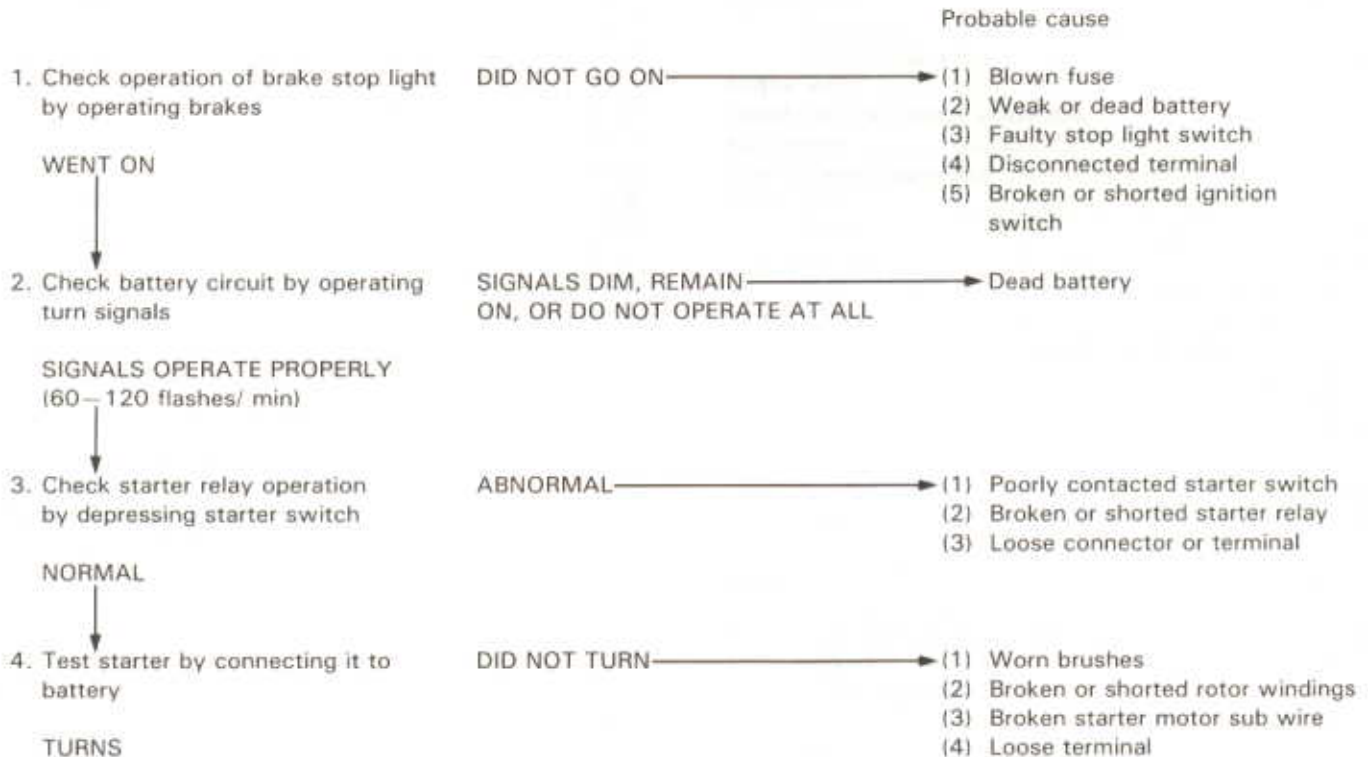 Probable cause
1. Check operation of brake stop light
by operating brakes
DID NOT GO ON
(1) Blown fuse
(2) Weak or dead battery
(3) Faulty stop light switch
(4) Disconnected terminal
(5) Broken or shorted ignition
switch
WENT ON
2. Check battery circuit by operating
turn signals
SIGNALS DIM, REMAIN
ON, OR DO NOT OPERATE AT ALL
Dead battery
SIGNALS OPERATE PROPERLY
(60—120 flashes/ min)
3. Check starter relay operation
by depressing starter switch
ABNORMAL
(1) Poorly contacted starter switch
(2) Broken or shorted starter relay
(3) Loose connector or terminal
NORMAL
4. Test starter by connecting it to
battery
DID NOT TURN
(1) Worn brushes
(2) Broken or shorted rotor windings
(3) Broken starter motor sub wire
(4) Loose terminal
TURNS